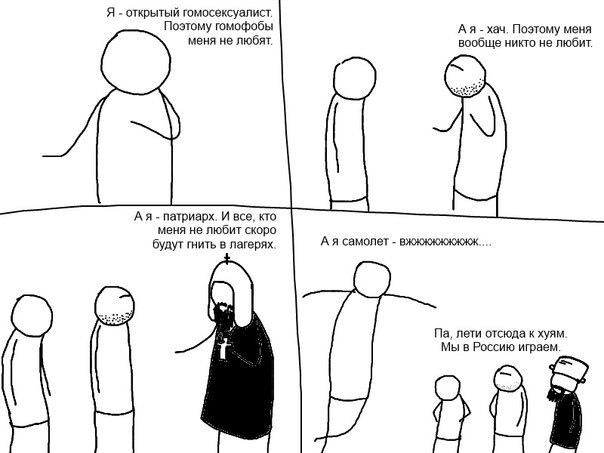 Я - открытый гомосексуалист.
Поэтому гомофобы
меня не любят.
А я - хач. Поэтому меня
вообще никто не любит.
А я - патриарх. И все, кто
меня не любит скоро
будут гнить в лагерях.
А я самолет - вжжжжжжжжж....
Па, лети отсюда к хуям.
Мы в Россию играем.